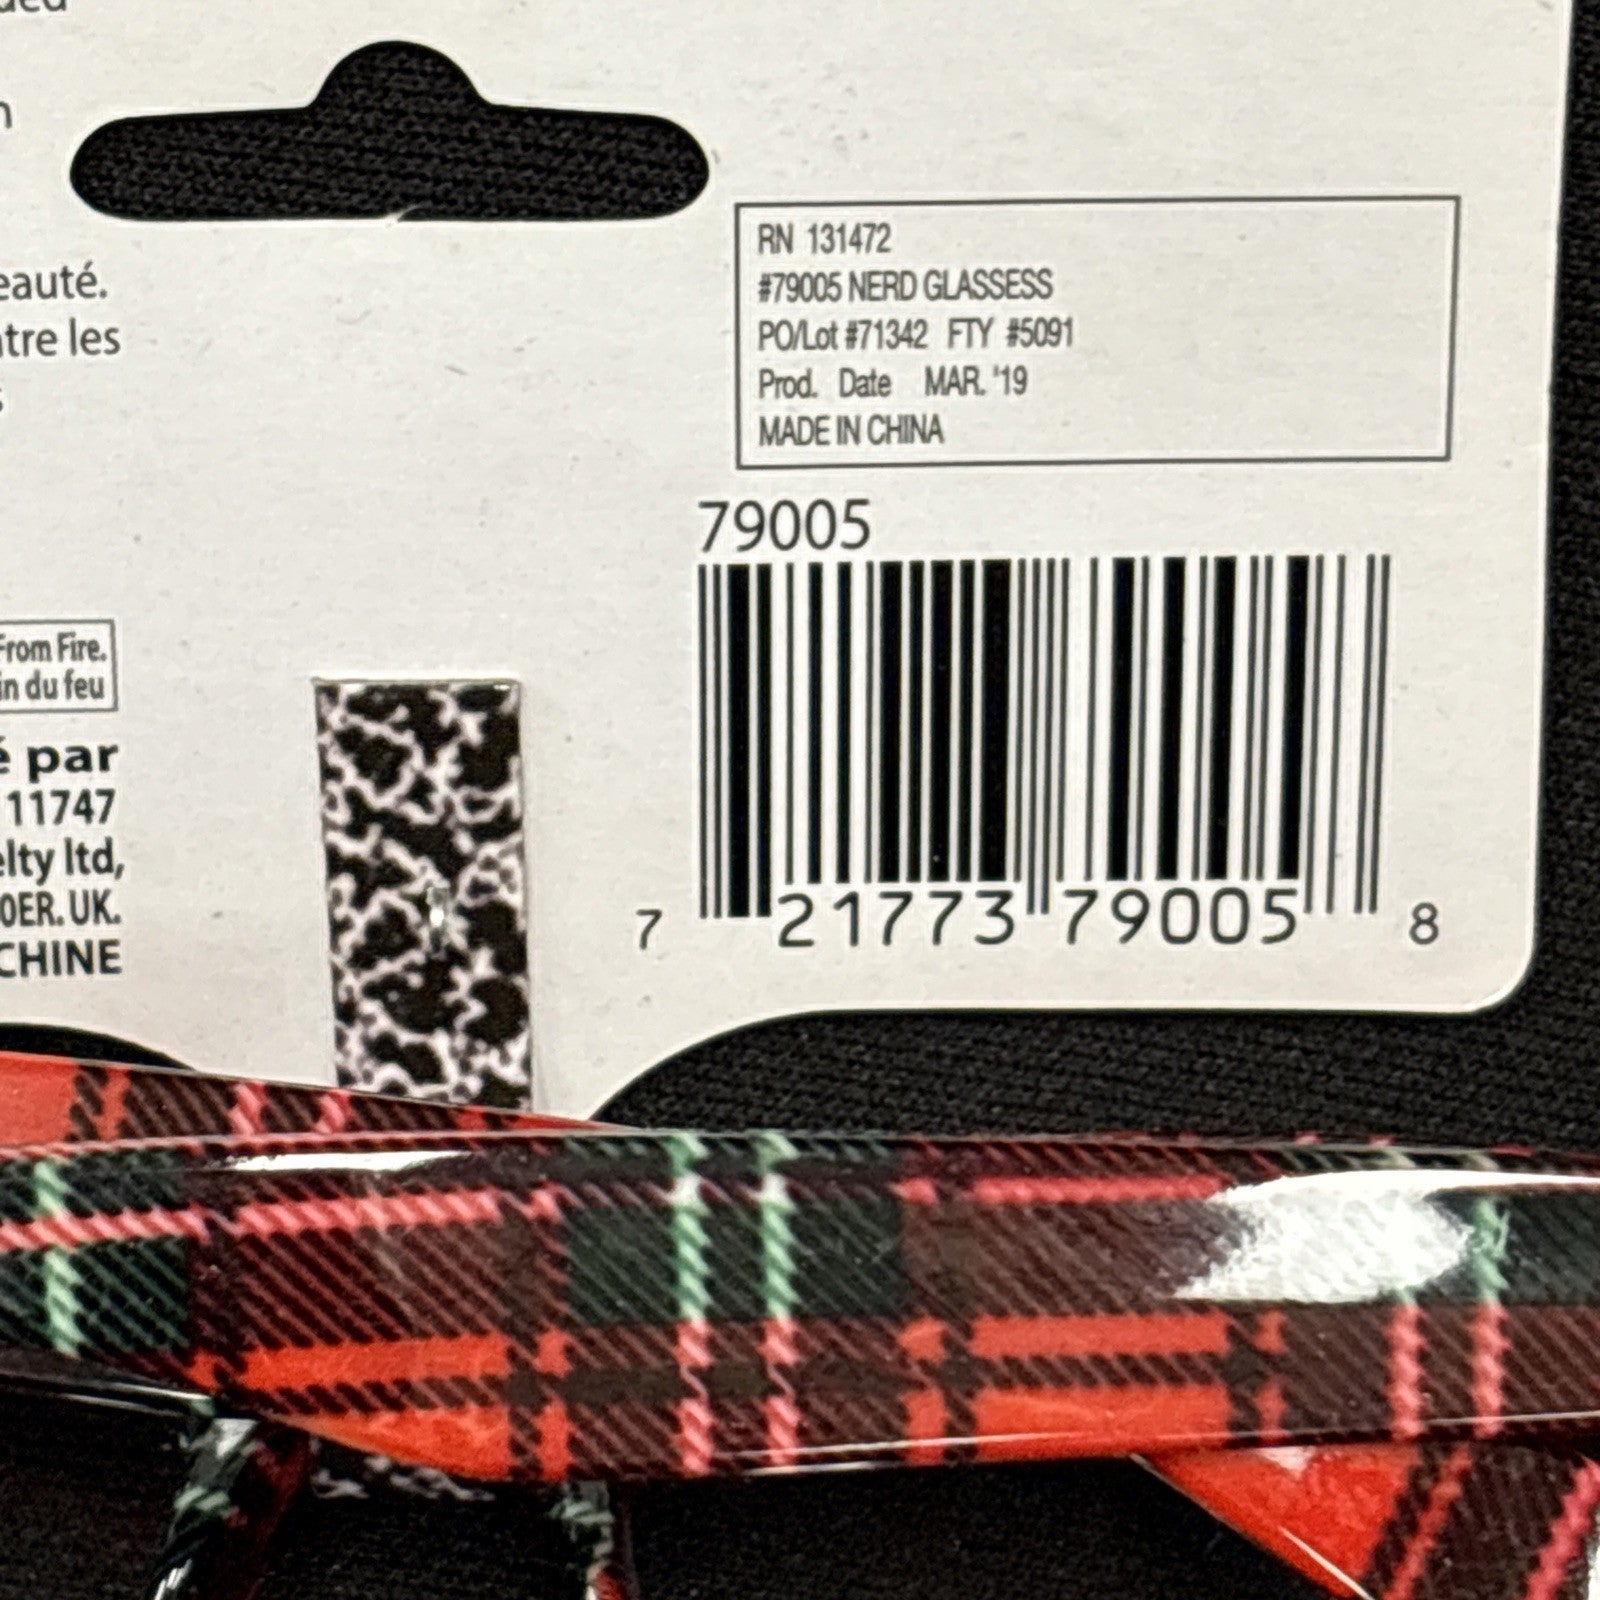 eauté.
ntre les
RN 131472
#79005 NERD GLASSESS
PO/Lot #71342 FTY #5091
Prod. Date MAR. '19
MADE IN CHINA
79005
7 21773 79005 8
From Fire.
in du feu
é par
11747
elty ltd,
0ER. UK.
CHINE